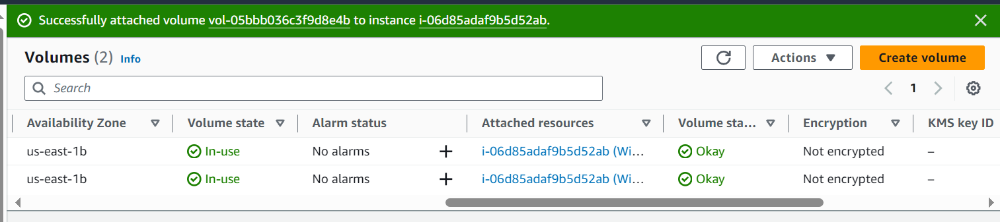 Successfully attached volume vol-05bbb036c3f9d8e4b to instance i-06d85adaf9b5d52ab.
Volumes (2) Info
Actions
Create volume
Search
1
Availability Zone Volume state Alarm status Attached resources Volume sta... Encryption KMS key ID
us-east-1b In-use No alarms + i-06d85adaf9b5d52ab (Wi... Okay Not encrypted –
us-east-1b In-use No alarms + i-06d85adaf9b5d52ab (Wi... Okay Not encrypted –